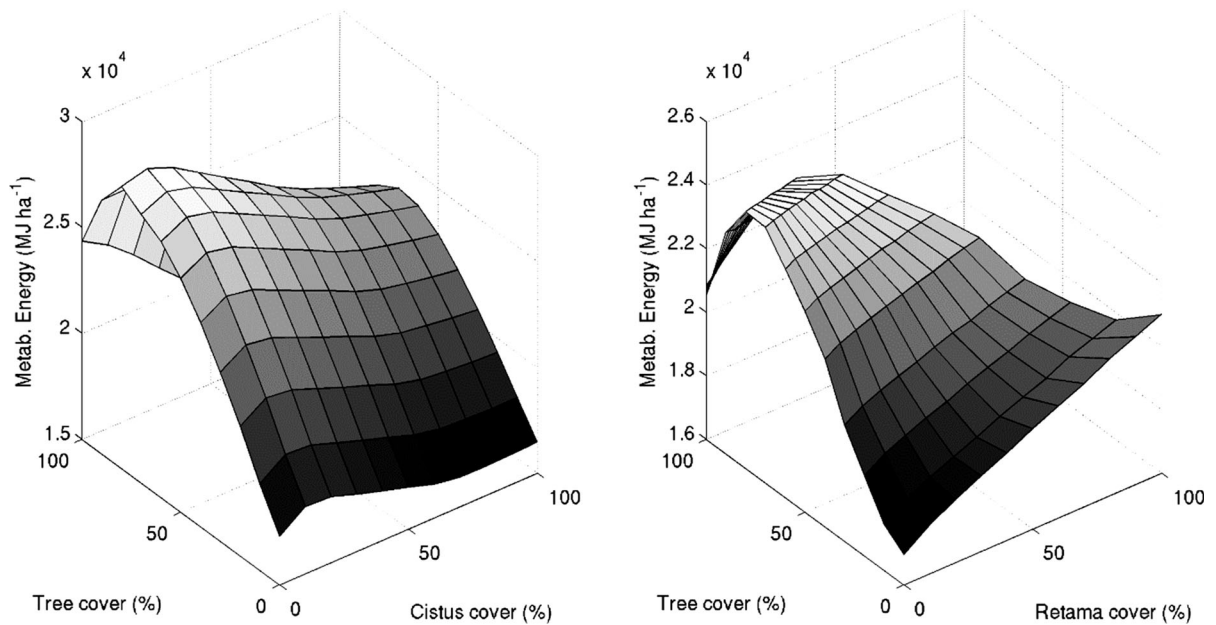 x 10^4
3
2.5
2
1.5
Metab. Energy (MJ ha^-1)
100
50
0
Tree cover (%)
0
50
100
Cistus cover (%)
x 10^4
2.6
2.4
2.2
2
1.8
1.6
Metab. Energy (MJ ha^-1)
100
50
0
Tree cover (%)
0
50
100
Retama cover (%)